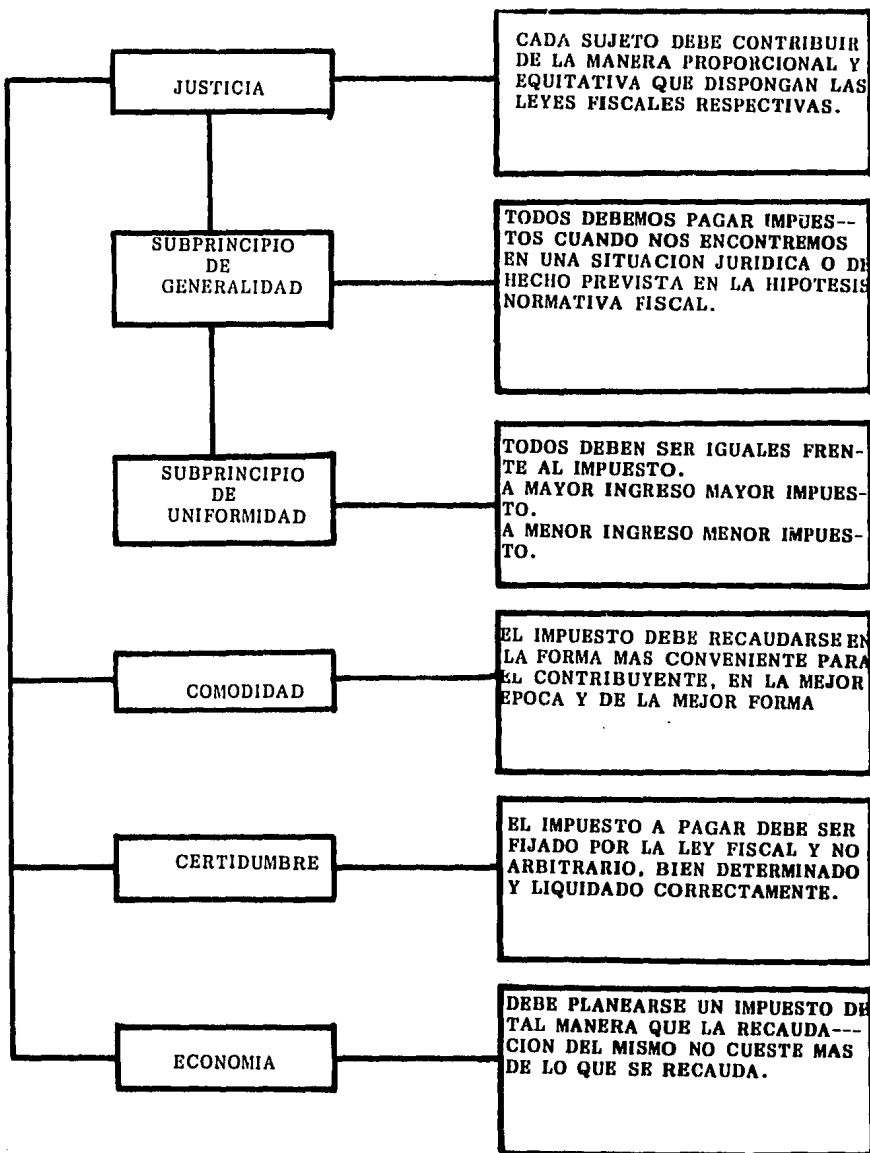 JUSTICIA
CADA SUJETO DEBE CONTRIBUIR
DE LA MANERA PROPORCIONAL Y
EQUITATIVA QUE DISPONGAN LAS
LEYES FISCALES RESPECTIVAS.
SUBPRINCIPIO
DE
GENERALIDAD
TODOS DEBEMOS PAGAR IMPUES--
TOS CUANDO NOS ENCONTREMOS
EN UNA SITUACION JURIDICA O DE
HECHO PREVISTA EN LA HIPOTESIS
NORMATIVA FISCAL.
SUBPRINCIPIO
DE
UNIFORMIDAD
TODOS DEBEN SER IGUALES FREN-
TE AL IMPUESTO.
A MAYOR INGRESO MAYOR IMPUES-
TO.
A MENOR INGRESO MENOR IMPUES-
TO.
COMODIDAD
EL IMPUESTO DEBE RECAUDARSE EN
LA FORMA MAS CONVENIENTE PARA
EL CONTRIBUYENTE, EN LA MEJOR
EPOCA Y DE LA MEJOR FORMA
CERTIDUMBRE
EL IMPUESTO A PAGAR DEBE SER
FIJADO POR LA LEY FISCAL Y NO
ARBITRARIO, BIEN DETERMINADO
Y LIQUIDADO CORRECTAMENTE.
ECONOMIA
DEBE PLANEARSE UN IMPUESTO DE
TAL MANERA QUE LA RECAUDA---
CION DEL MISMO NO CUESTE MAS
DE LO QUE SE RECAUDA.